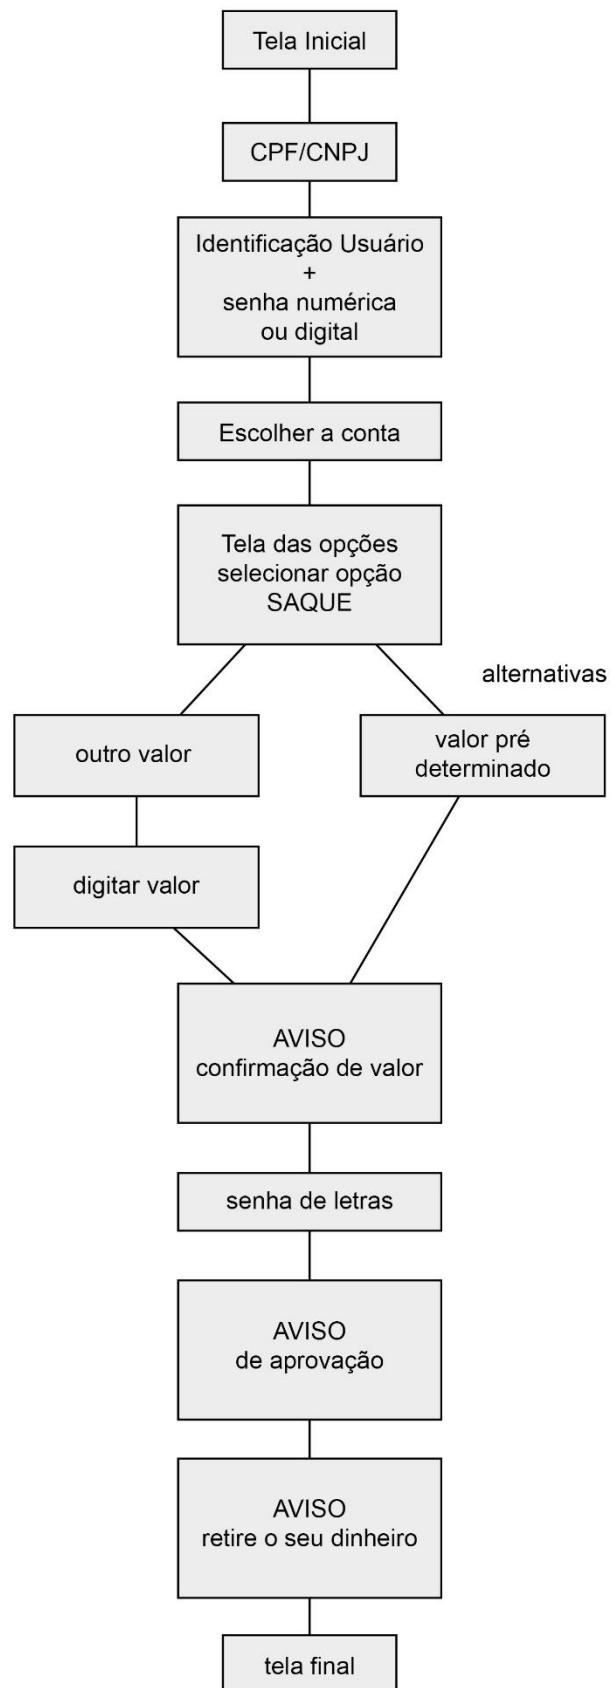 Tela Inicial
CPF/CNPJ
Identificação Usuário
+
senha numérica
ou digital
Escolher a conta
Tela das opções
selecionar opção
SAQUE
alternativas
outro valor
valor pré
determinado
digitar valor
AVISO
confirmação de valor
senha de letras
AVISO
de aprovação
AVISO
retire o seu dinheiro
tela final